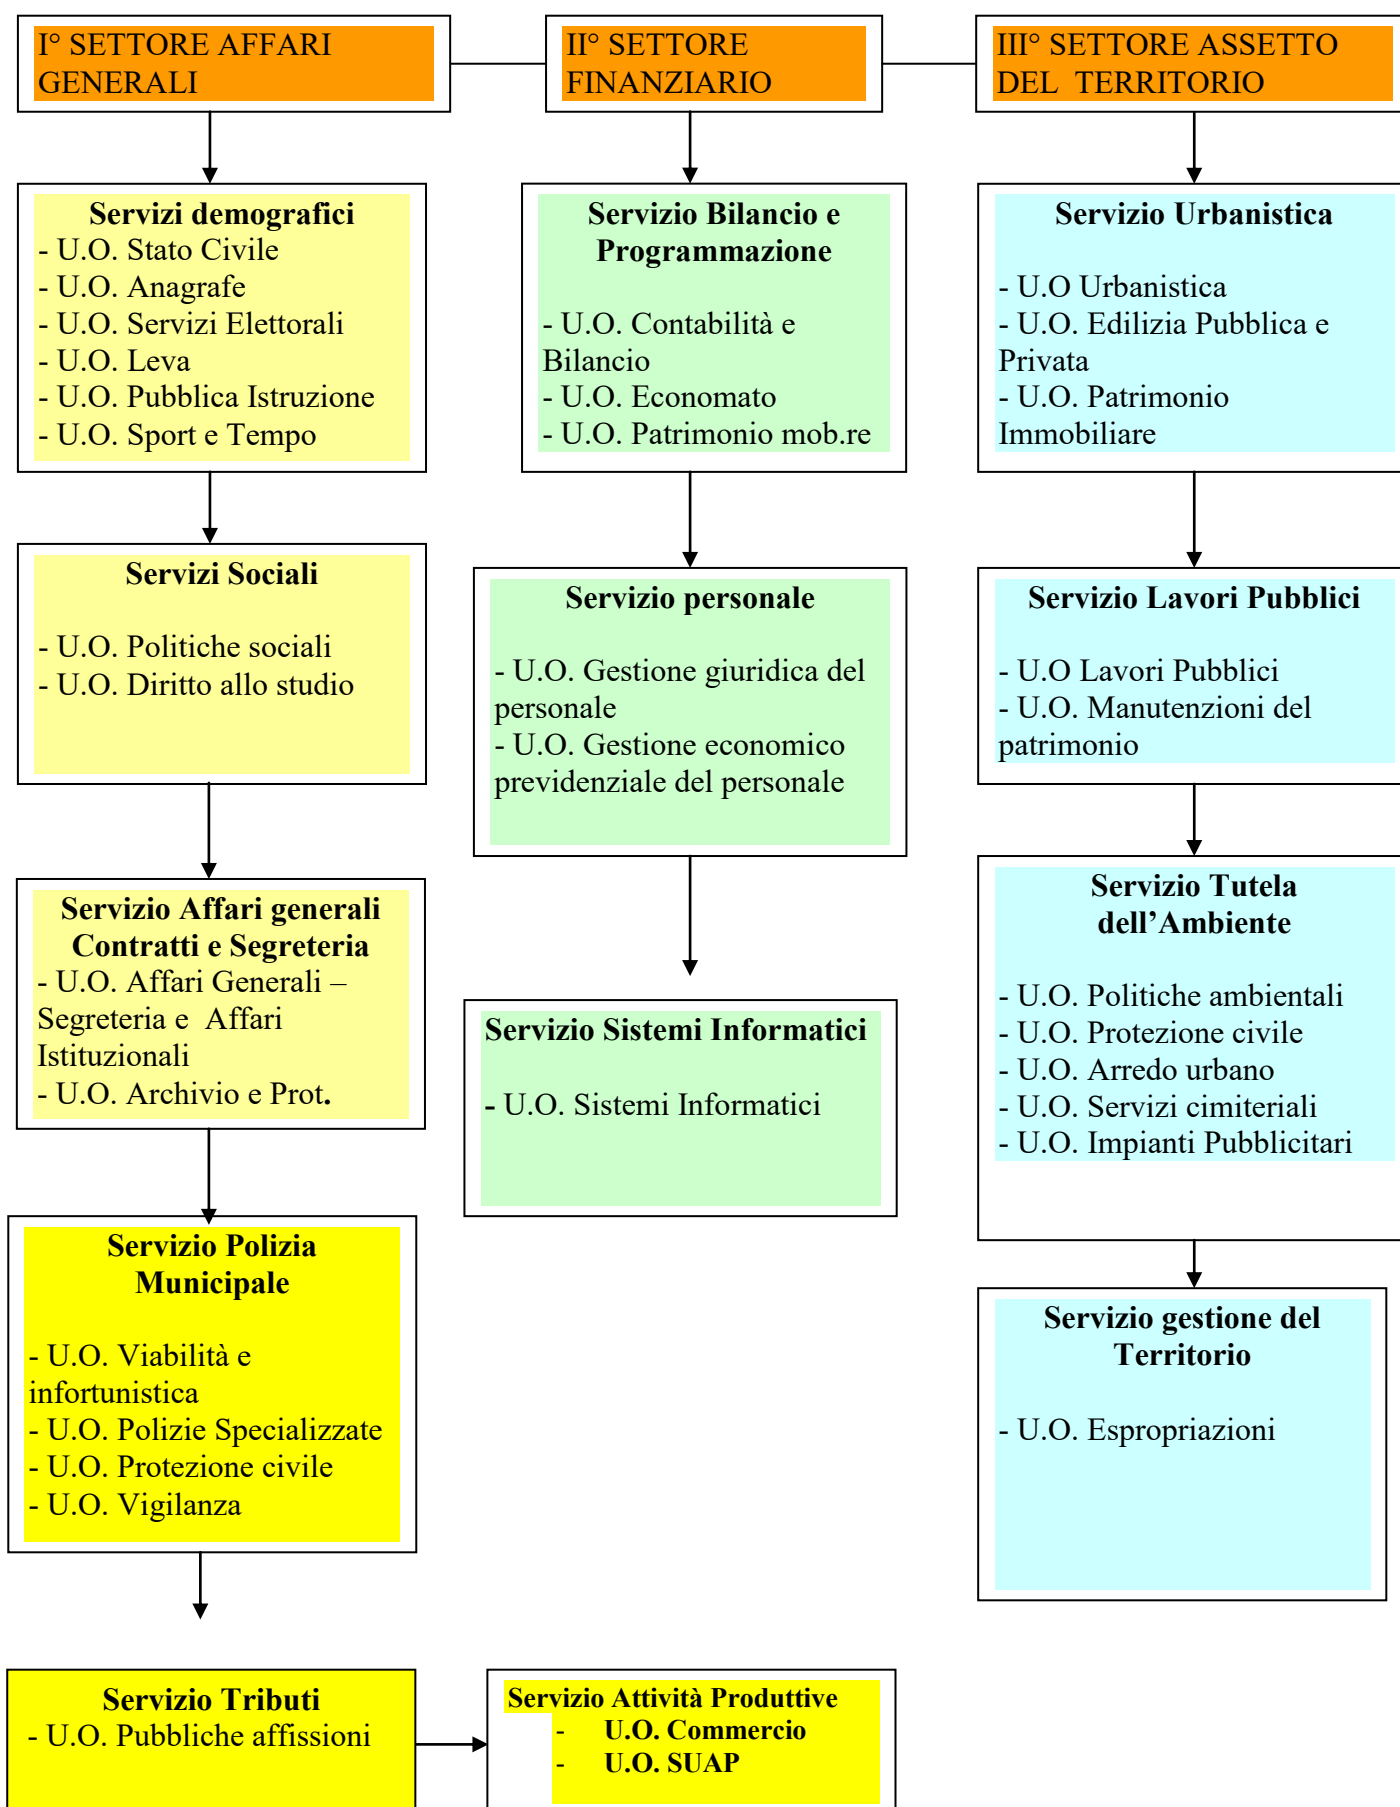 I° SETTORE AFFARI
GENERALI
II° SETTORE
FINANZIARIO
III° SETTORE ASSETTO
DEL  TERRITORIO
Servizi demografici
- U.O. Stato Civile
- U.O. Anagrafe
- U.O. Servizi Elettorali
- U.O. Leva
- U.O. Pubblica Istruzione
- U.O. Sport e Tempo
Servizio Bilancio e
Programmazione
- U.O. Contabilità e
Bilancio
- U.O. Economato
- U.O. Patrimonio mob.re
Servizio Urbanistica
- U.O Urbanistica
- U.O. Edilizia Pubblica e
Privata
- U.O. Patrimonio
Immobiliare
Servizi Sociali
- U.O. Politiche sociali
- U.O. Diritto allo studio
Servizio personale
- U.O. Gestione giuridica del
personale
- U.O. Gestione economico
previdenziale del personale
Servizio Lavori Pubblici
- U.O Lavori Pubblici
- U.O. Manutenzioni del
patrimonio
Servizio Affari generali
Contratti e Segreteria
- U.O. Affari Generali –
Segreteria e  Affari
Istituzionali
- U.O. Archivio e Prot.
Servizio Sistemi Informatici
- U.O. Sistemi Informatici
Servizio Tutela
dell’Ambiente
- U.O. Politiche ambientali
- U.O. Protezione civile
- U.O. Arredo urbano
- U.O. Servizi cimiteriali
- U.O. Impianti Pubblicitari
Servizio Polizia
Municipale
- U.O. Viabilità e
infortunistica
- U.O. Polizie Specializzate
- U.O. Protezione civile
- U.O. Vigilanza
Servizio gestione del
Territorio
- U.O. Espropriazioni
Servizio Tributi
- U.O. Pubbliche affissioni
Servizio Attività Produttive
- U.O. Commercio
- U.O. SUAP